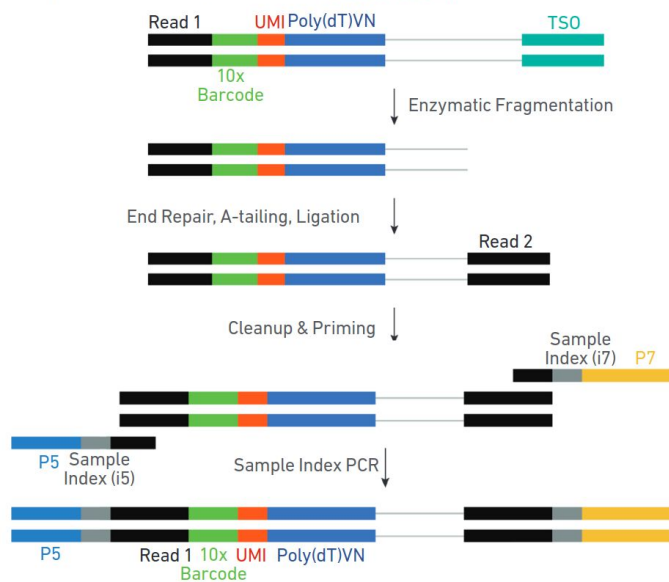 Read 1 UMI Poly(dT)VN TSO
10x
Barcode
Enzymatic Fragmentation
End Repair, A-tailing, Ligation
Read 2
Cleanup & Priming
Sample
Index (i7) P7
P5 Sample
Index (i5)
Sample Index PCR
P5 Read 1 10x UMI Poly(dT)VN P7
Barcode